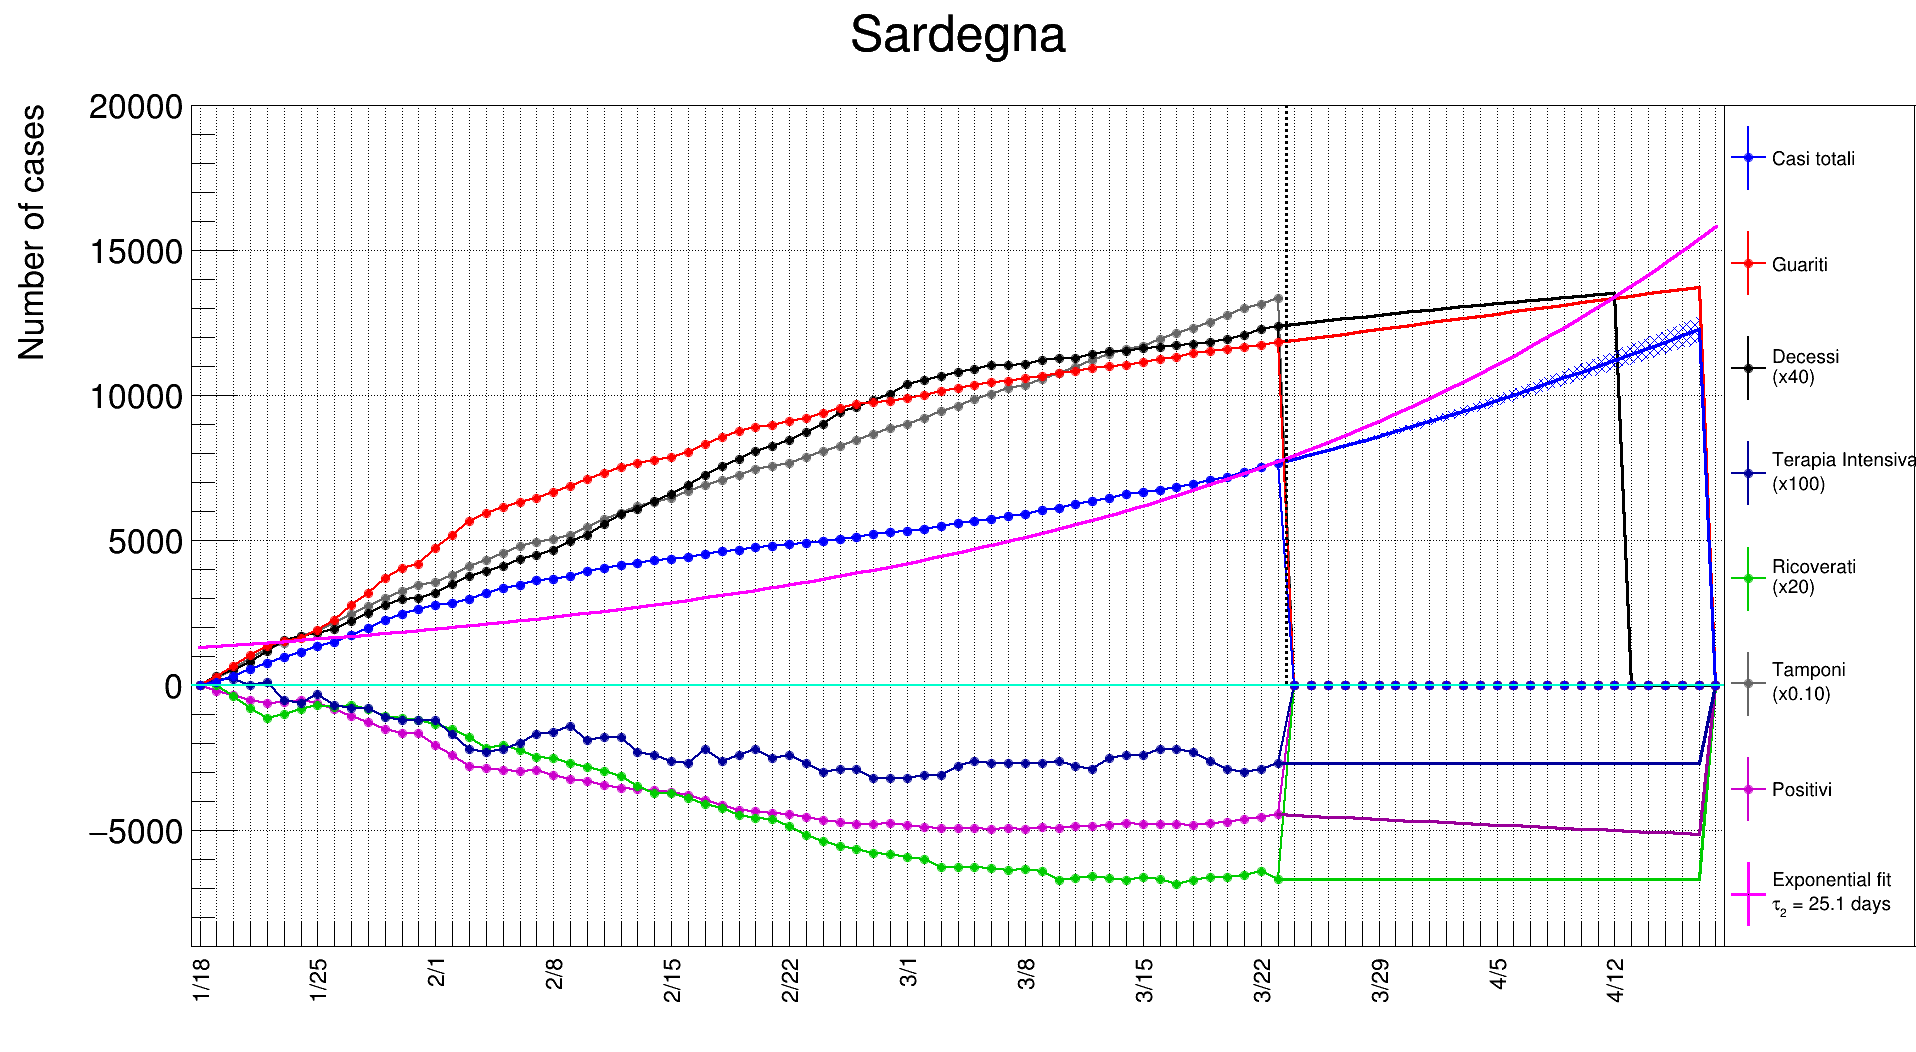 Sardegna
Number of cases
20000
15000
10000
5000
0
−5000
1/18
1/25
2/1
2/8
2/15
2/22
3/1
3/8
3/15
3/22
3/29
4/5
4/12
Casi totali
Guariti
Decessi
(x40)
Terapia Intensiva
(x100)
Ricoverati
(x20)
Tamponi
(x0.10)
Positivi
Exponential fit
τ₂ = 25.1 days